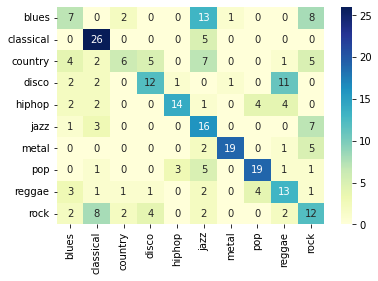 blues 7 0 2 0 0 13 1 0 0 8
classical 0 26 0 0 0 5 0 0 0 0
country 4 2 6 5 0 7 0 0 1 5
disco 2 2 0 12 1 0 1 0 11 0
hiphop 2 2 0 0 14 1 0 4 4 0
jazz 1 3 0 0 0 16 0 0 0 7
metal 0 0 0 0 0 2 19 0 1 5
pop 0 1 0 0 3 5 0 19 1 1
reggae 3 1 1 1 0 2 0 4 13 1
rock 2 8 2 4 0 2 0 0 2 12
blues classical country disco hiphop jazz metal pop reggae rock
25
20
15
10
5
0